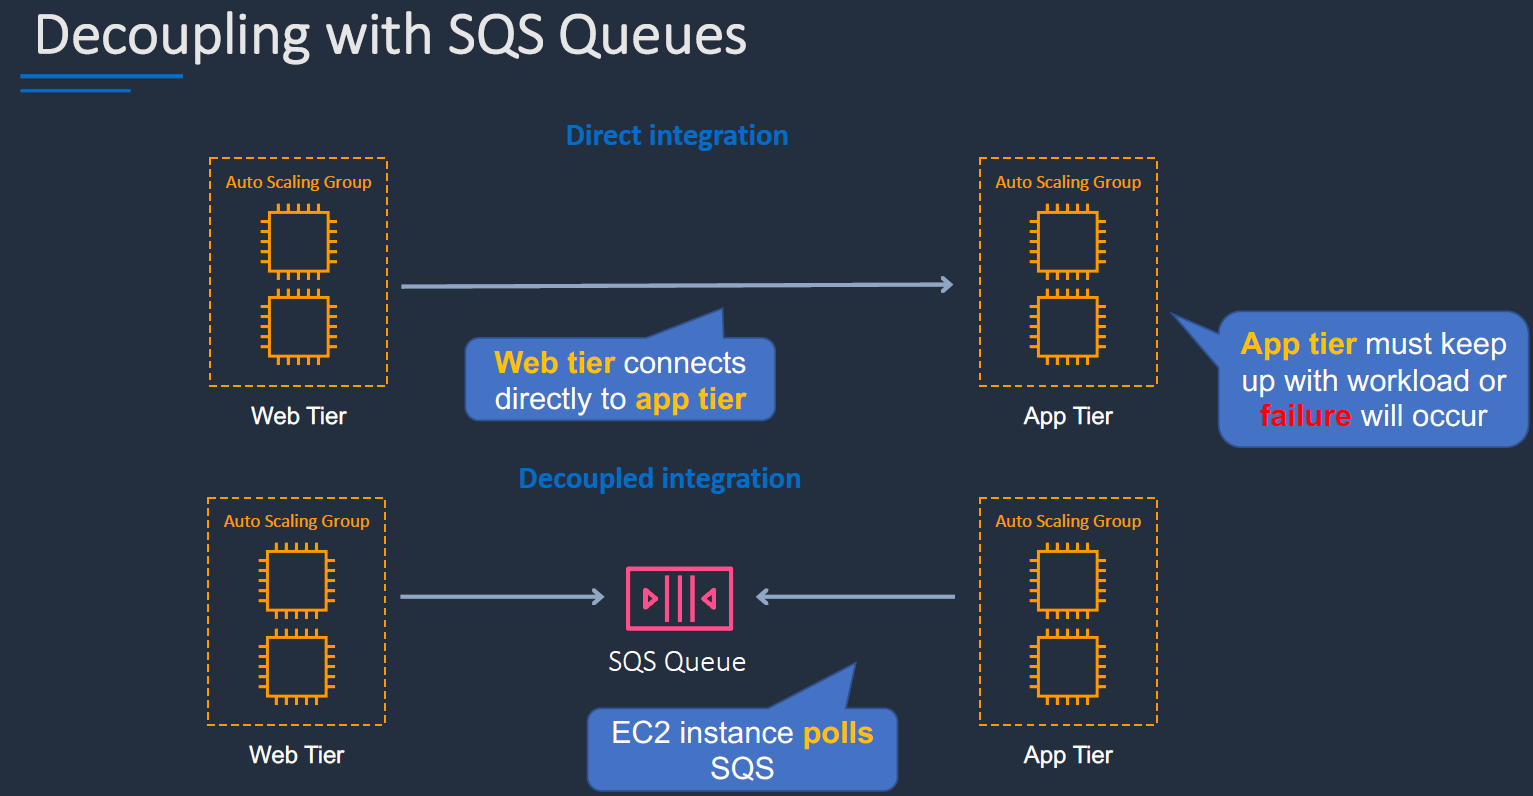 Decoupling with SQS Queues
Direct integration
Auto Scaling Group
Auto Scaling Group
Web tier connects
directly to app tier
App tier must keep
up with workload or
failure will occur
Web Tier
App Tier
Decoupled integration
Auto Scaling Group
Auto Scaling Group
SQS Queue
EC2 instance polls
SQS
Web Tier
App Tier